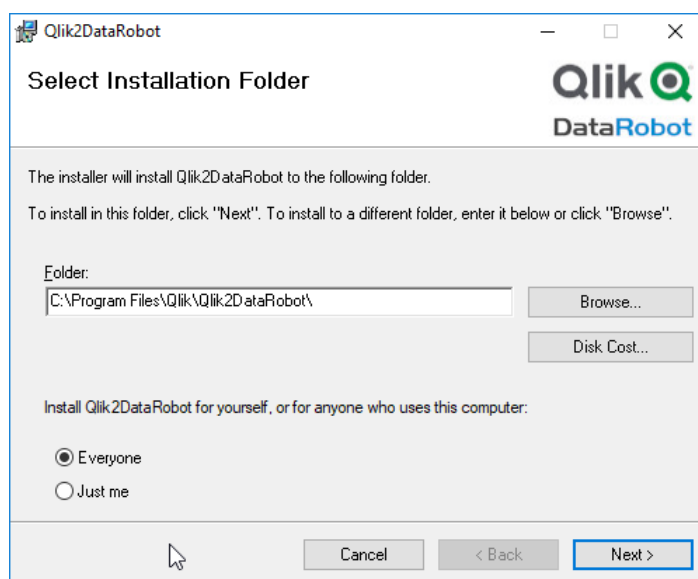 Qlik2DataRobot
Select Installation Folder
Qlik
DataRobot
The installer will install Qlik2DataRobot to the following folder.
To install in this folder, click "Next". To install to a different folder, enter it below or click "Browse".
Folder:
C:\Program Files\Qlik\Qlik2DataRobot\
Browse...
Disk Cost...
Install Qlik2DataRobot for yourself, or for anyone who uses this computer:
Everyone
Just me
Cancel
< Back
Next >